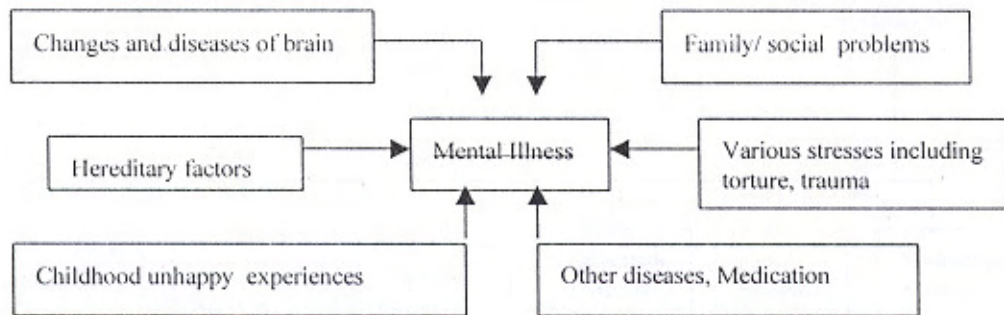 Changes and diseases of brain
Family/ social problems
Hereditary factors
Mental Illness
Various stresses including
torture, trauma
Childhood unhappy experiences
Other diseases, Medication